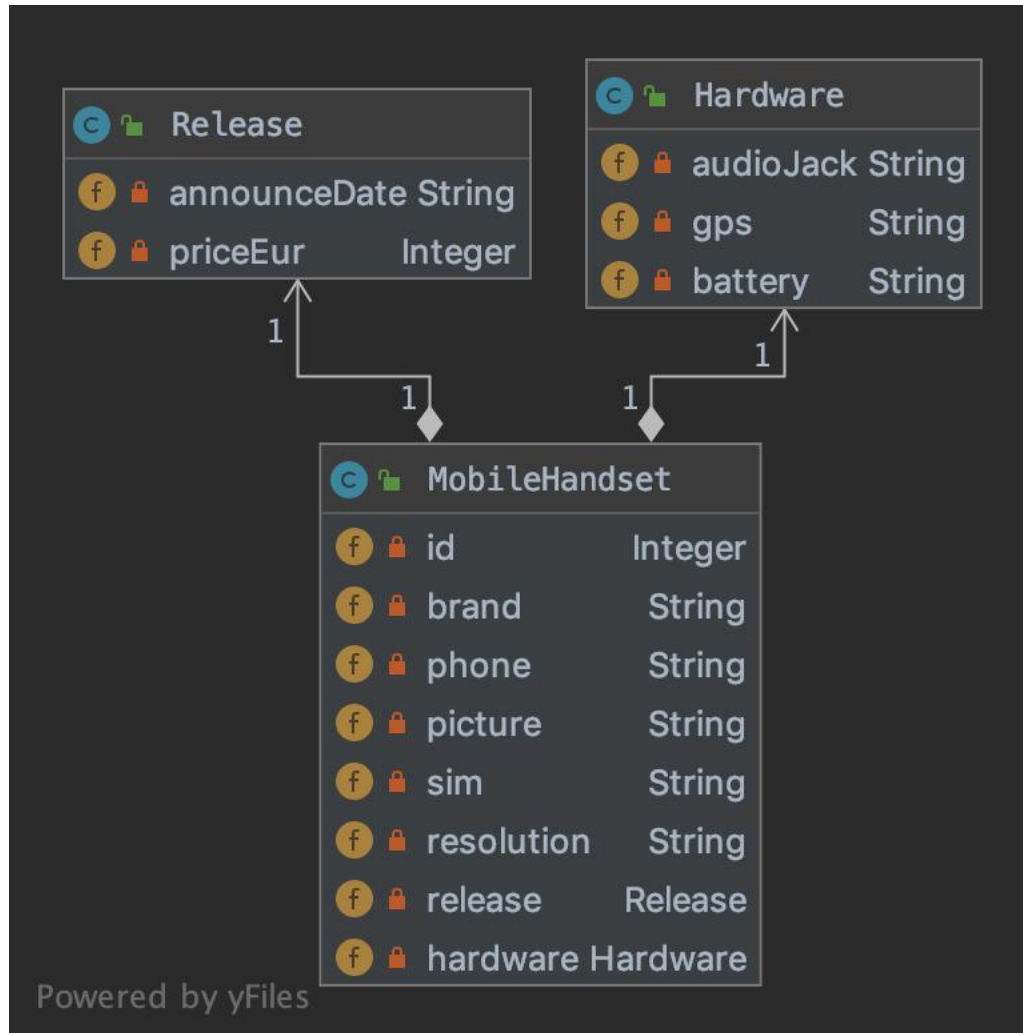 Release
announceDate String
priceEur Integer
Hardware
audioJack String
gps String
battery String
1
1
1
1
MobileHandset
id Integer
brand String
phone String
picture String
sim String
resolution String
release Release
hardware Hardware
Powered by yFiles